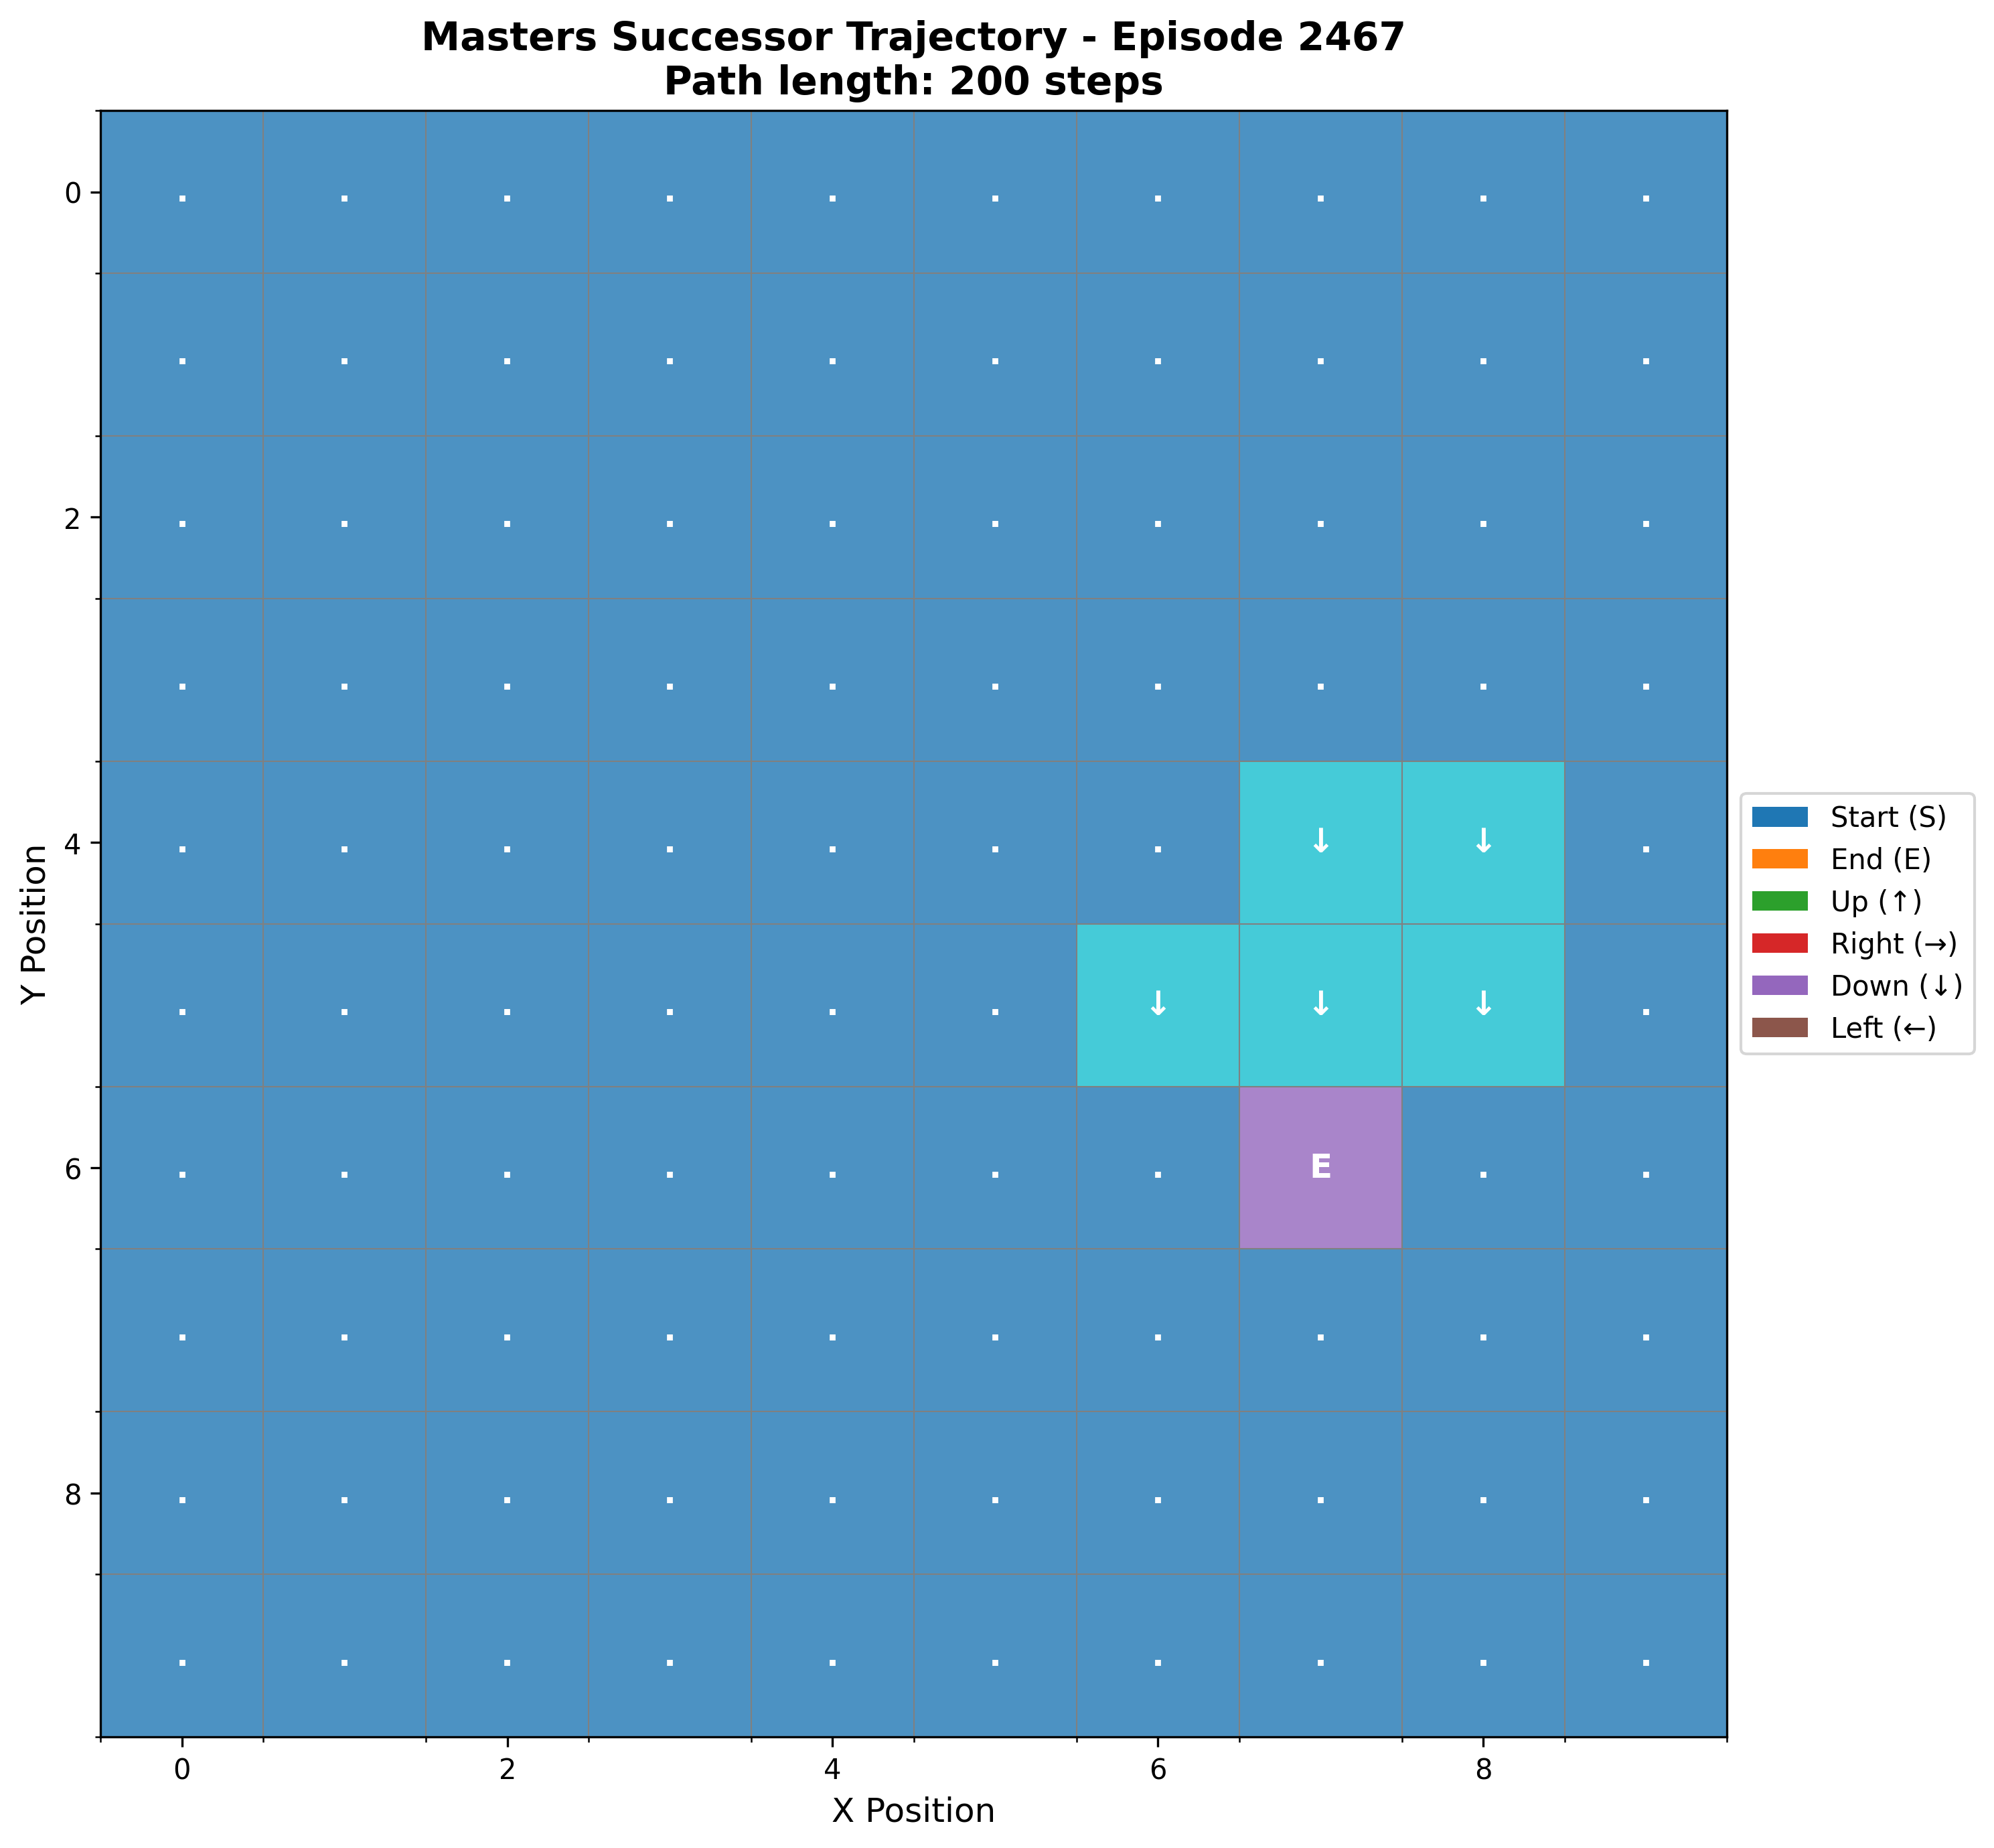 Masters Successor Trajectory - Episode 2467
Path length: 200 steps
0
2
4
↓ ↓
↓ ↓ ↓
6
E
8
0 2 4 6 8
X Position
Y Position
Start (S)
End (E)
Up (↑)
Right (→)
Down (↓)
Left (←)